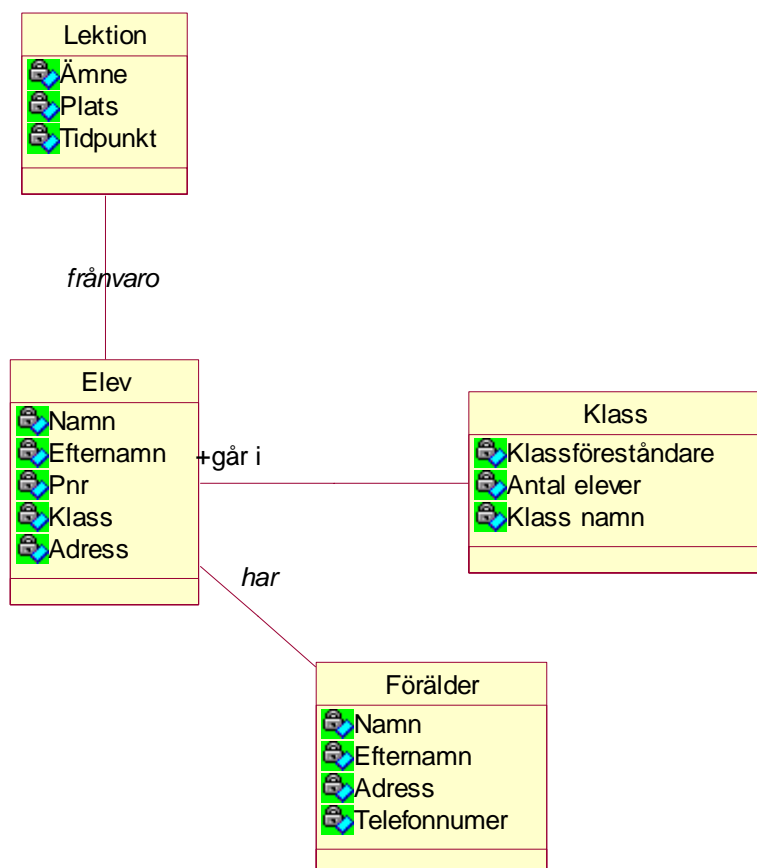 Lektion
Ämne
Plats
Tidpunkt
frånvaro
Elev
Namn
Efternamn
Pnr
Klass
Adress
+går i
Klass
Klassföreståndare
Antal elever
Klass namn
har
Förälder
Namn
Efternamn
Adress
Telefonnumer